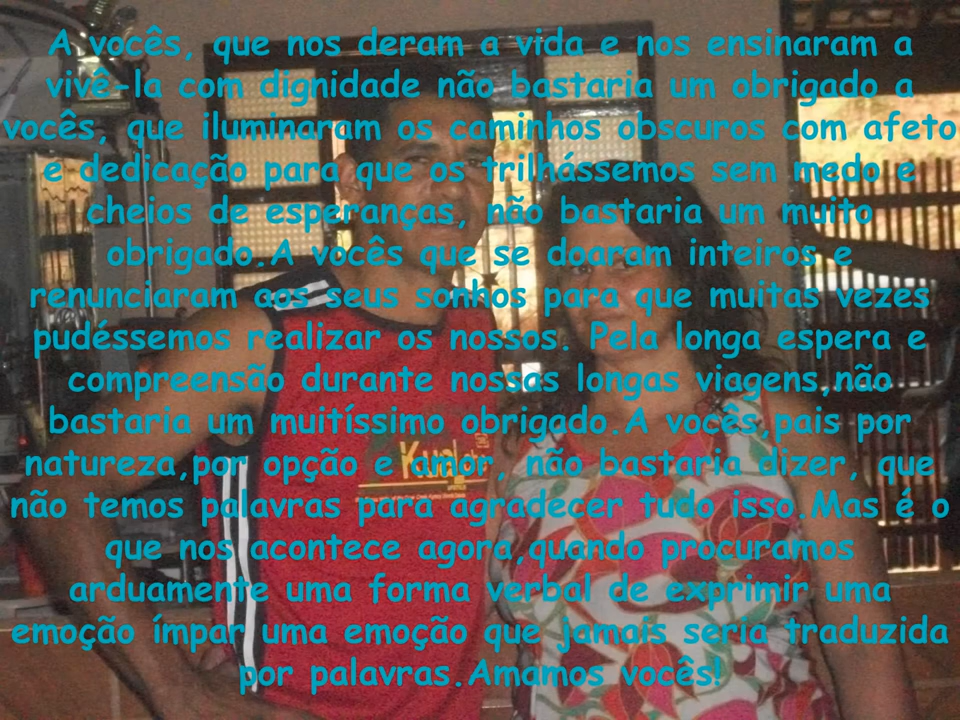 A vocês, que nos deram a vida e nos ensinaram a
vivê-la com dignidade não bastaria um obrigado a
vocês, que iluminaram os caminhos obscuros com afeto
e dedicação para que os trilhássemos sem medo e
cheios de esperanças, não bastaria um muito
obrigado.A vocês que se doaram inteiros e
renunciaram aos seus sonhos para que muitas vezes
pudéssemos realizar os nossos. Pela longa espera e
compreensão durante nossas longas viagens,não
bastaria um muitíssimo obrigado.A vocês,pais por
natureza,por opção e amor, não bastaria dizer, que
não temos palavras para agradecer tudo isso.Mas é o
que nos acontece agora,quando procuramos
arduamente uma forma verbal de exprimir uma
emoção ímpar uma emoção que jamais seria traduzida
por palavras.Amamos vocês!